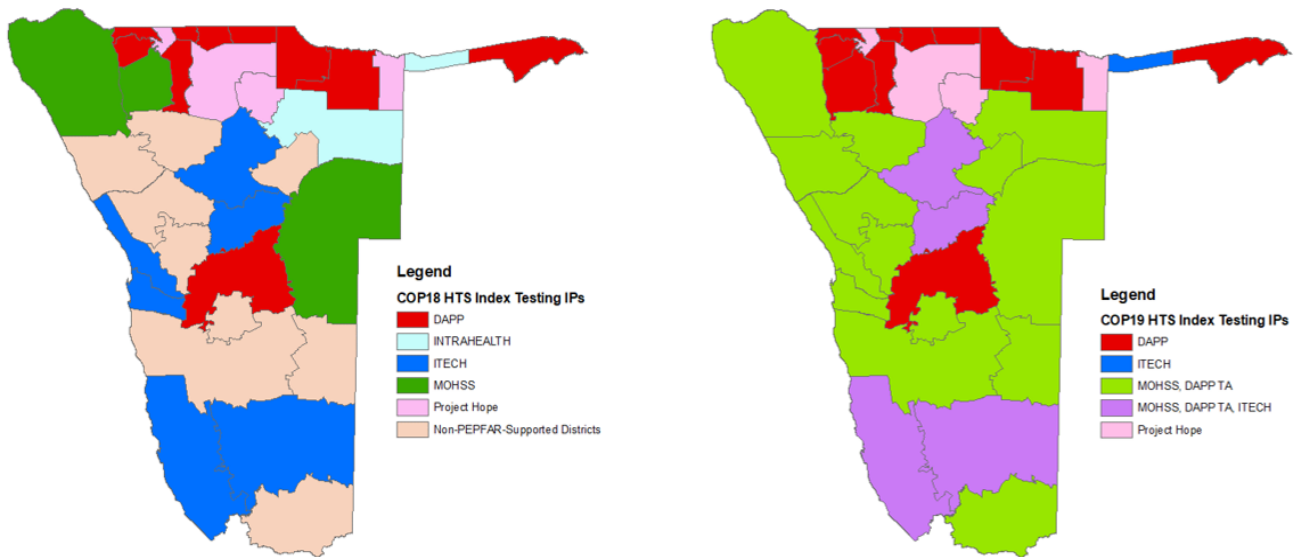 Legend
COP18 HTS Index Testing IPs
DAPP
INTRAHEALTH
ITECH
MOHSS
Project Hope
Non-PEPFAR-Supported Districts
Legend
COP19 HTS Index Testing IPs
DAPP
ITECH
MOHSS, DAPP TA
MOHSS, DAPP TA, ITECH
Project Hope